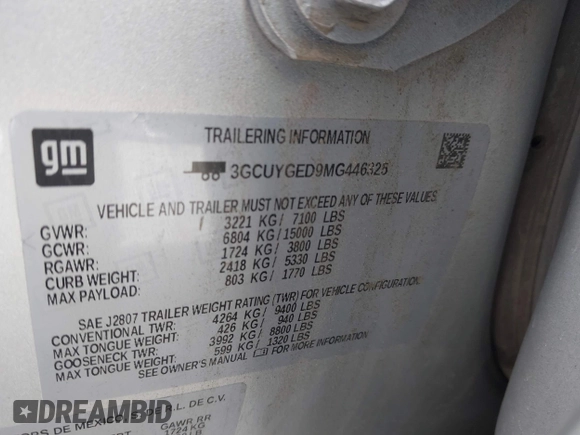 gm
TRAILERING INFORMATION
3GCUYGED9MG446325
VEHICLE AND TRAILER MUST NOT EXCEED ANY OF THESE VALUES
GVWR: / 3221 KG / 7100 LBS
GCWR: 6804 KG / 15000 LBS
RGAWR: 1724 KG / 3800 LBS
CURB WEIGHT: 2418 KG / 5330 LBS
MAX PAYLOAD: 803 KG / 1770 LBS
SAE J2807 TRAILER WEIGHT RATING (TWR) FOR VEHICLE CONFIGURATION
CONVENTIONAL TWR: 4264 KG / 9400 LBS
MAX TONGUE WEIGHT: 426 KG / 940 LBS
GOOSENECK TWR: 3992 KG / 8800 LBS
MAX TONGUE WEIGHT: 599 KG / 1320 LBS
SEE OWNER'S MANUAL FOR MORE INFORMATION.
ORS DE MEXICO, S. DE R.L. DE C.V.
GAWR RR
1724 KG
DREAMBID